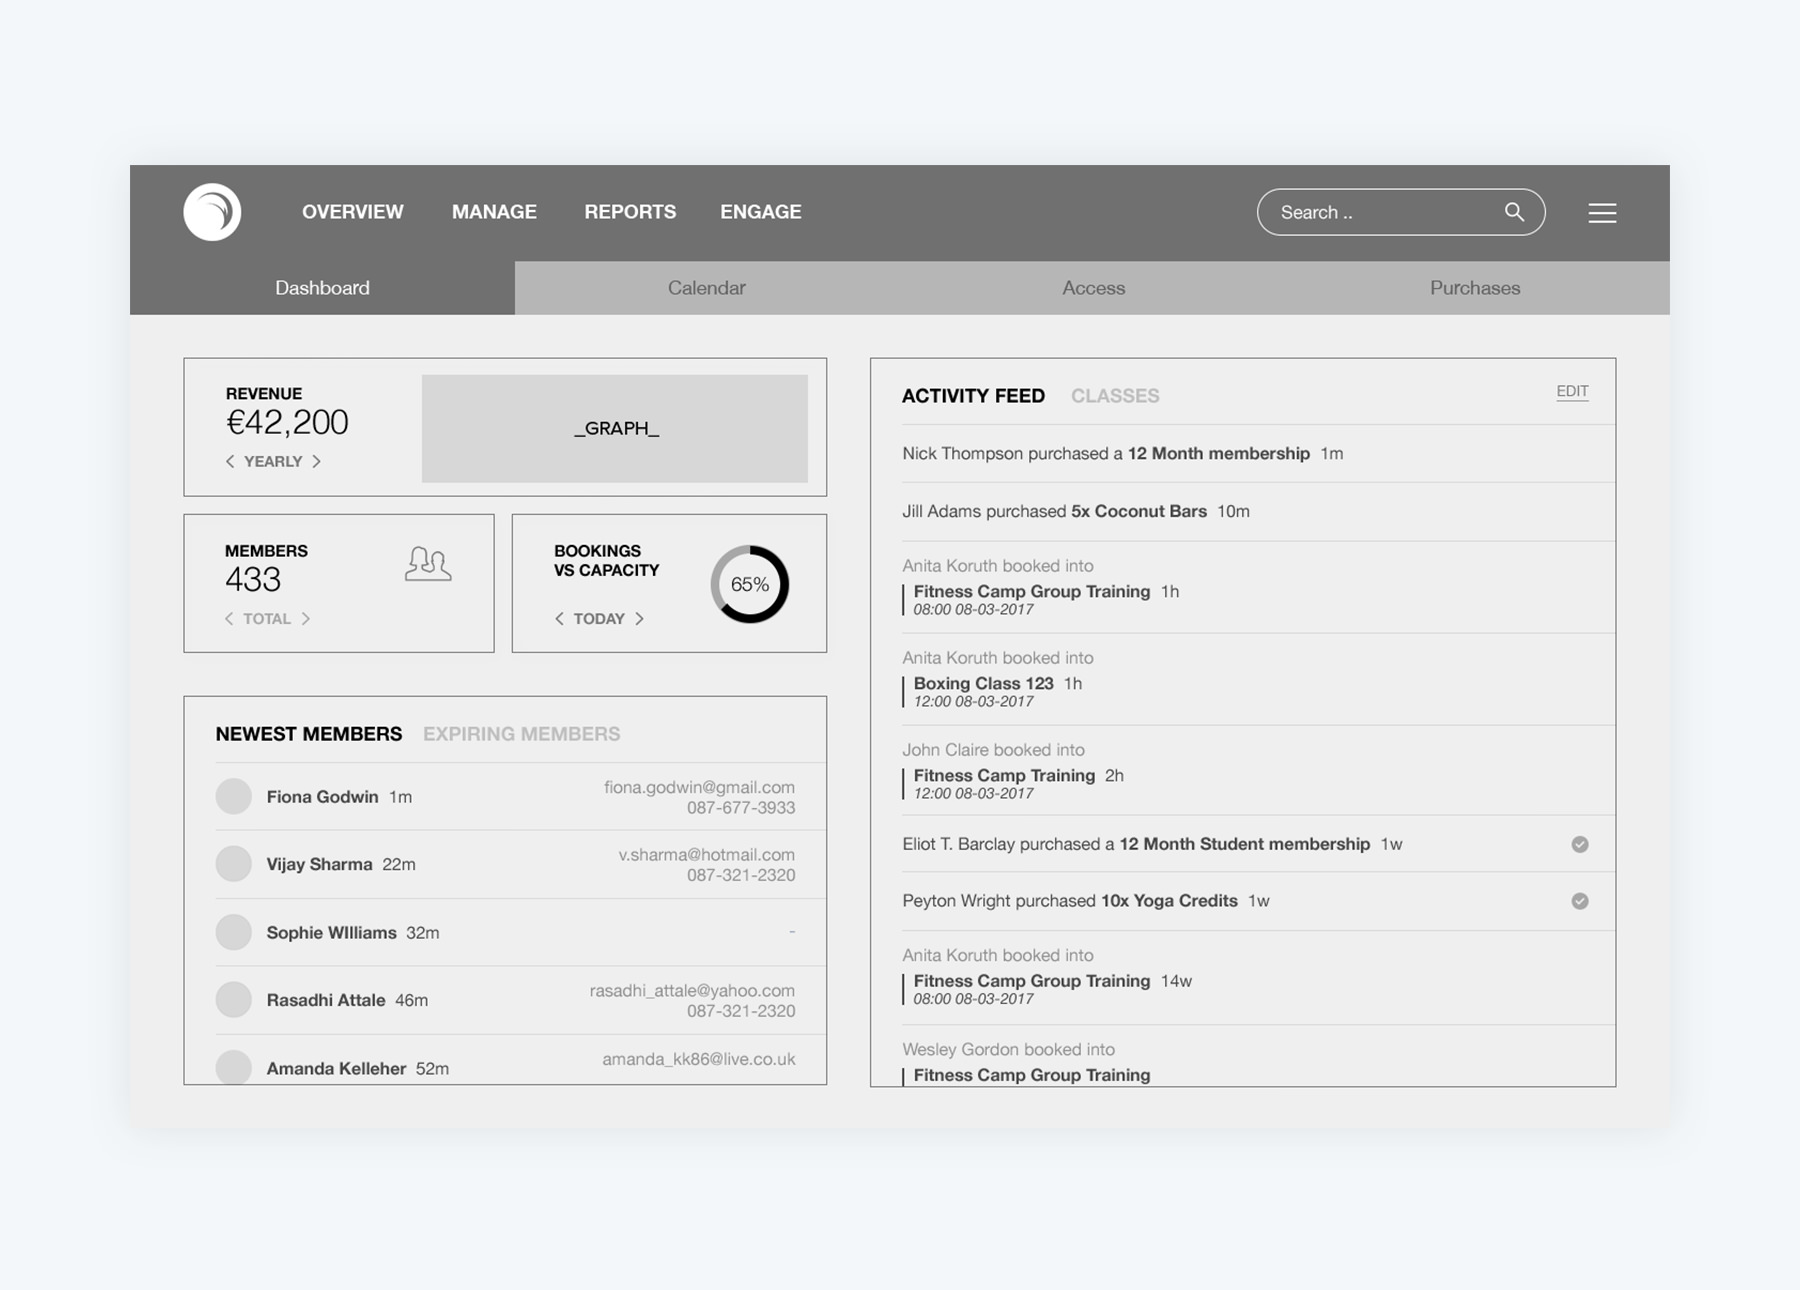 OVERVIEW MANAGE REPORTS ENGAGE Search ..
Dashboard Calendar Access Purchases
REVENUE
€42,200
YEARLY
_GRAPH_
MEMBERS
433
TOTAL
BOOKINGS
VS CAPACITY
TODAY
65%
NEWEST MEMBERS EXPIRING MEMBERS
Fiona Godwin 1m
fiona.godwin@gmail.com
087-677-3933
Vijay Sharma 22m
v.sharma@hotmail.com
087-321-2320
Sophie WIlliams 32m
-
Rasadhi Attale 46m
rasadhi_attale@yahoo.com
087-321-2320
Amanda Kelleher 52m
amanda_kk86@live.co.uk
ACTIVITY FEED CLASSES EDIT
Nick Thompson purchased a 12 Month membership 1m
Jill Adams purchased 5x Coconut Bars 10m
Anita Koruth booked into
Fitness Camp Group Training 1h
08:00 08-03-2017
Anita Koruth booked into
Boxing Class 123 1h
12:00 08-03-2017
John Claire booked into
Fitness Camp Training 2h
12:00 08-03-2017
Eliot T. Barclay purchased a 12 Month Student membership 1w
Peyton Wright purchased 10x Yoga Credits 1w
Anita Koruth booked into
Fitness Camp Group Training 14w
08:00 08-03-2017
Wesley Gordon booked into
Fitness Camp Group Training